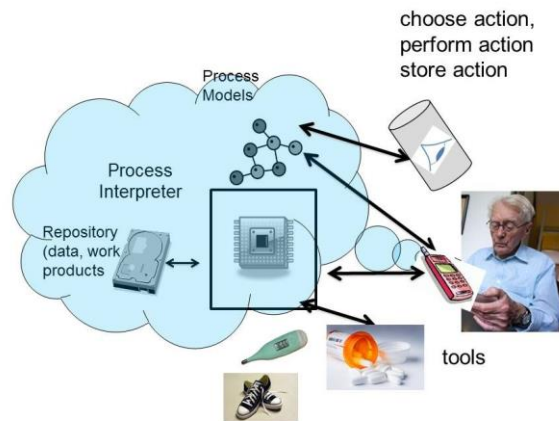 choose action,
perform action
store action
Process
Models
Process
Interpreter
Repository
(data, work
products
tools